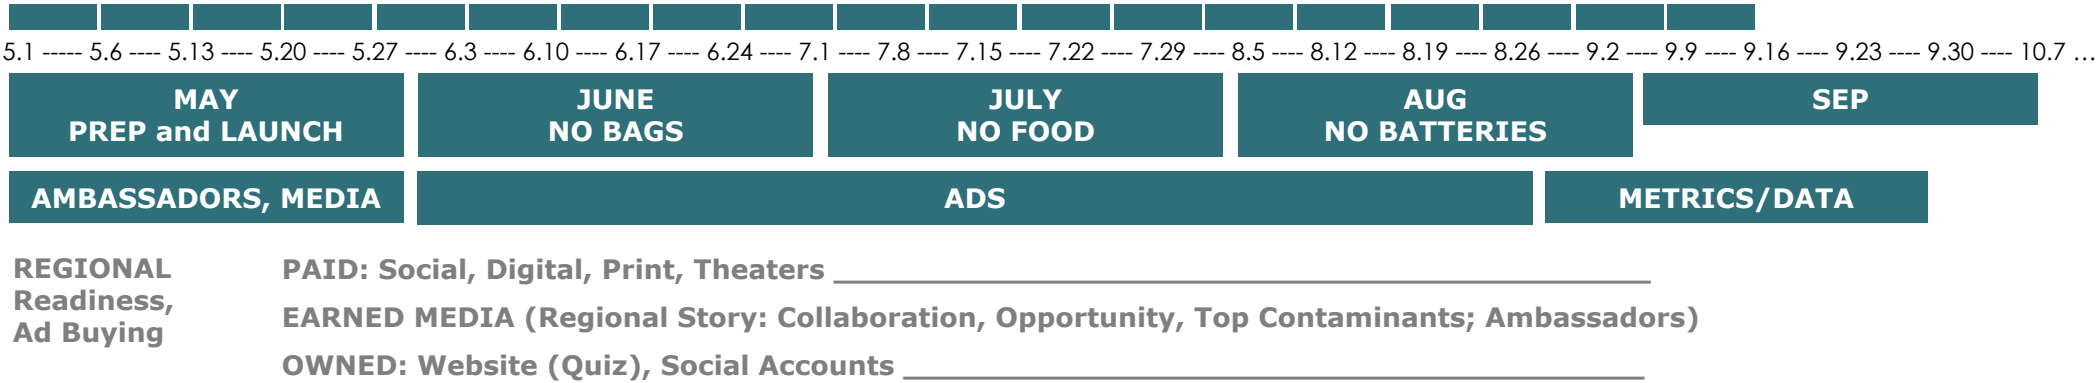 5.1 ----- 5.6 ---- 5.13 ---- 5.20 ---- 5.27 ---- 6.3 ---- 6.10 ---- 6.17 ---- 6.24 ---- 7.1 ---- 7.8 ---- 7.15 ---- 7.22 ---- 7.29 ---- 8.5 ---- 8.12 ---- 8.19 ---- 8.26 ---- 9.2 ---- 9.9 ---- 9.16 ---- 9.23 ---- 9.30 ---- 10.7 …
MAY
PREP and LAUNCH
JUNE
NO BAGS
JULY
NO FOOD
AUG
NO BATTERIES
SEP
AMBASSADORS, MEDIA
ADS
METRICS/DATA
REGIONAL
Readiness,
Ad Buying
PAID: Social, Digital, Print, Theaters ______________________________________________________
EARNED MEDIA (Regional Story: Collaboration, Opportunity, Top Contaminants; Ambassadors)
OWNED: Website (Quiz), Social Accounts _________________________________________________